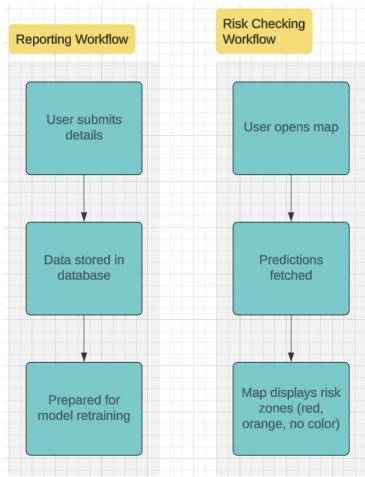 Reporting Workflow
User submits
details
Data stored in
database
Prepared for
model retraining
Risk Checking
Workflow
User opens map
Predictions
fetched
Map displays risk
zones (red,
orange, no color)